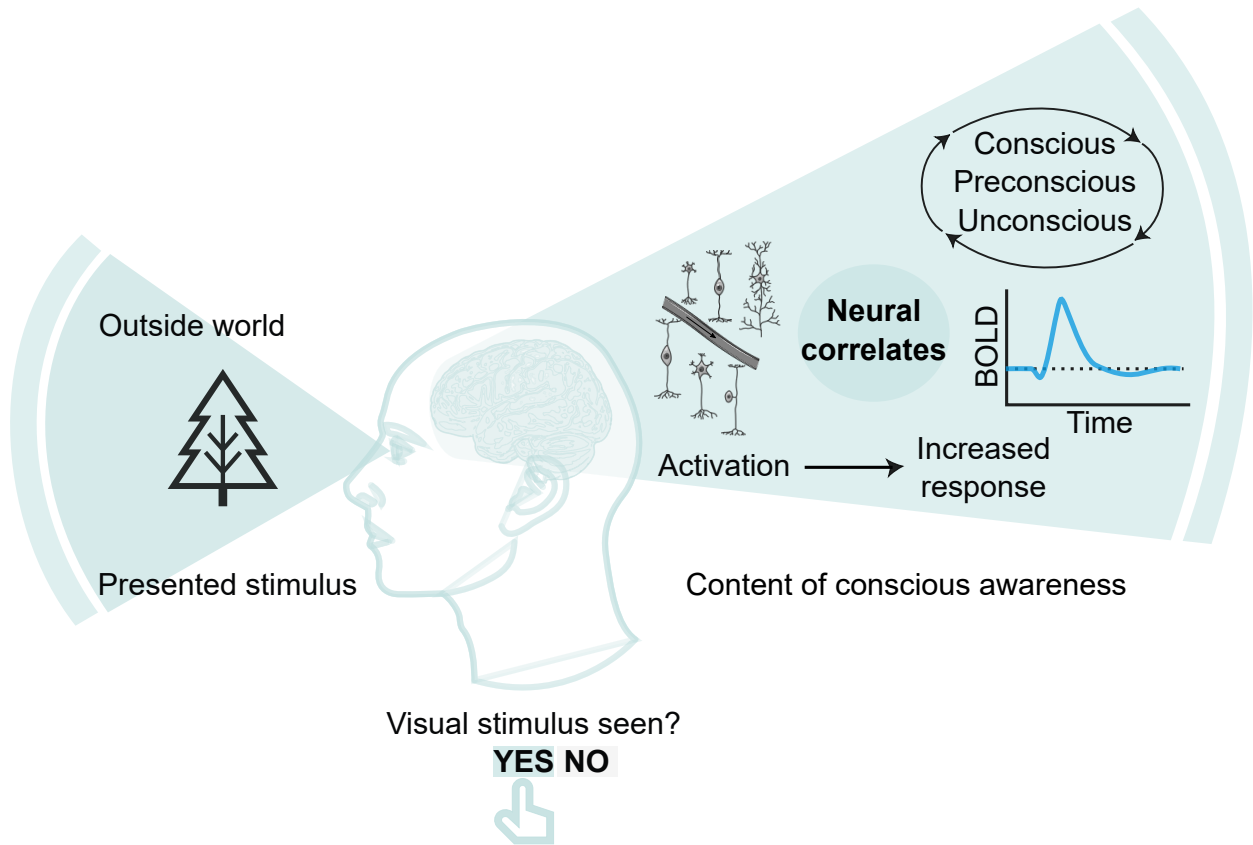 Outside world
Presented stimulus
Conscious
Preconscious
Unconscious
Neural
correlates
BOLD
Time
Activation
Increased
response
Content of conscious awareness
Visual stimulus seen?
YES NO